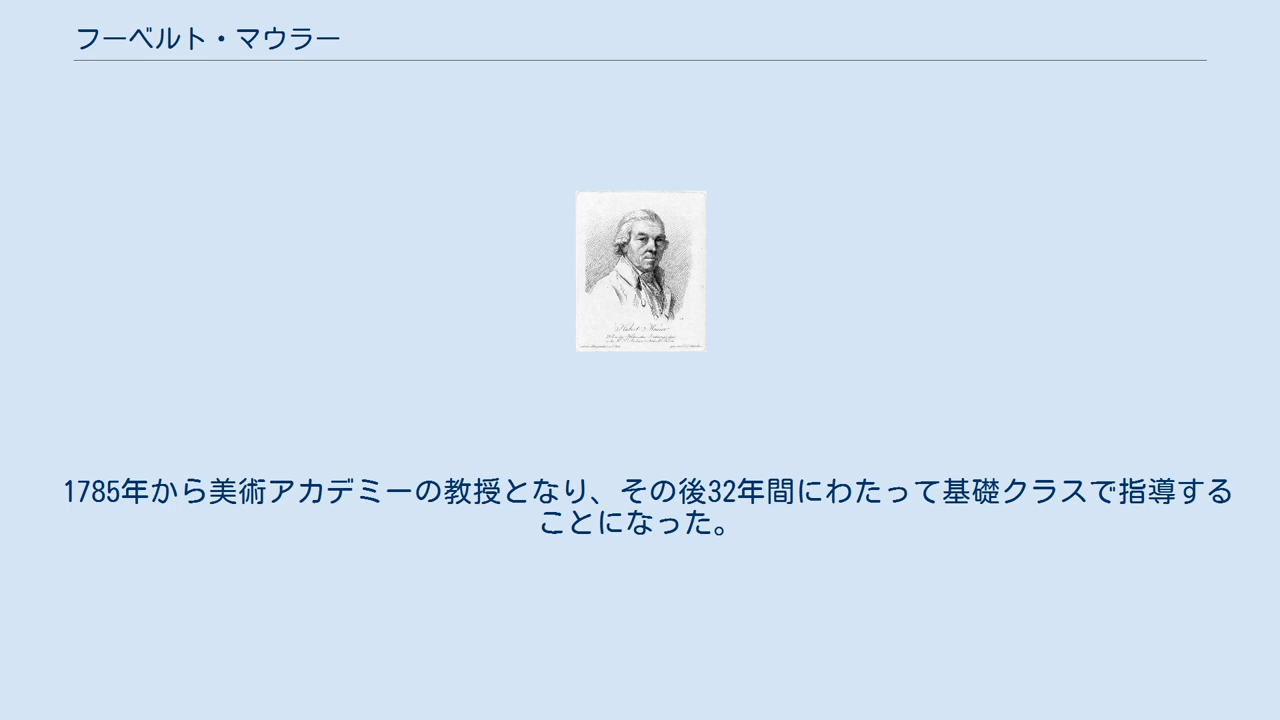 フーベルト・マウラー
1785年から美術アカデミーの教授となり、その後32年間にわたって基礎クラスで指導する
ことになった。